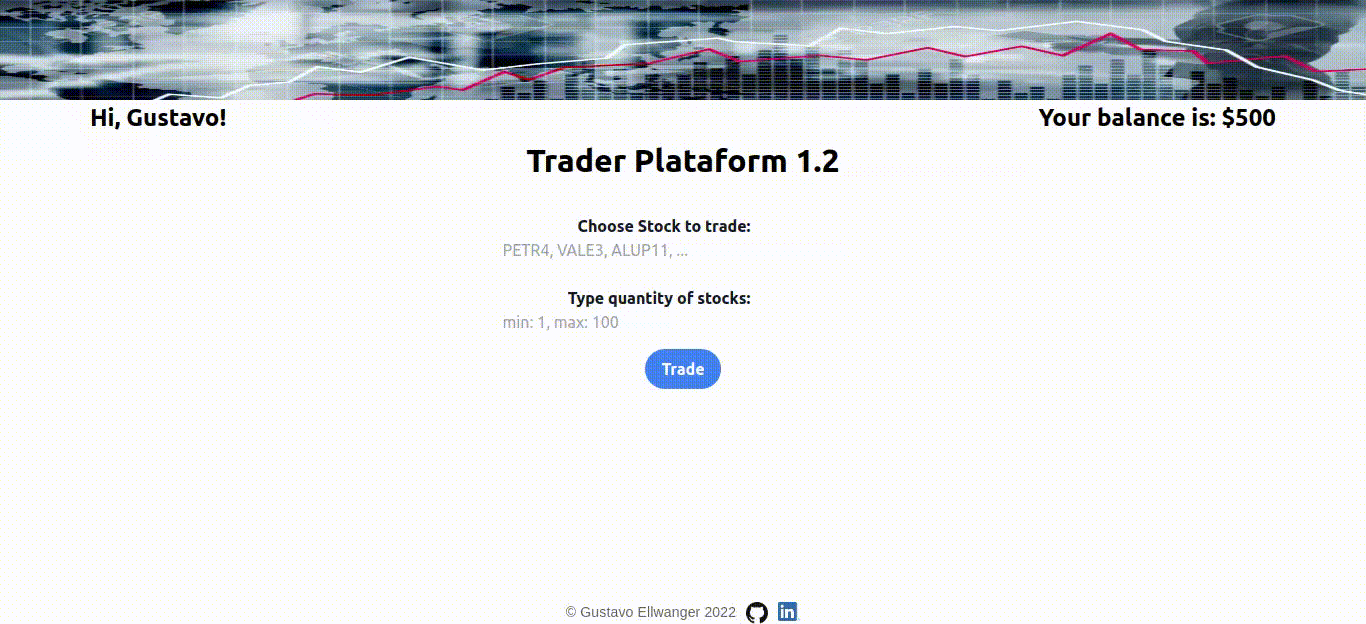 Hi, Gustavo!
Your balance is: $500
Trader Plataform 1.2
Choose Stock to trade:
PETR4, VALE3, ALUP11, ...
Type quantity of stocks:
min: 1, max: 100
Trade
© Gustavo Ellwanger 2022
in